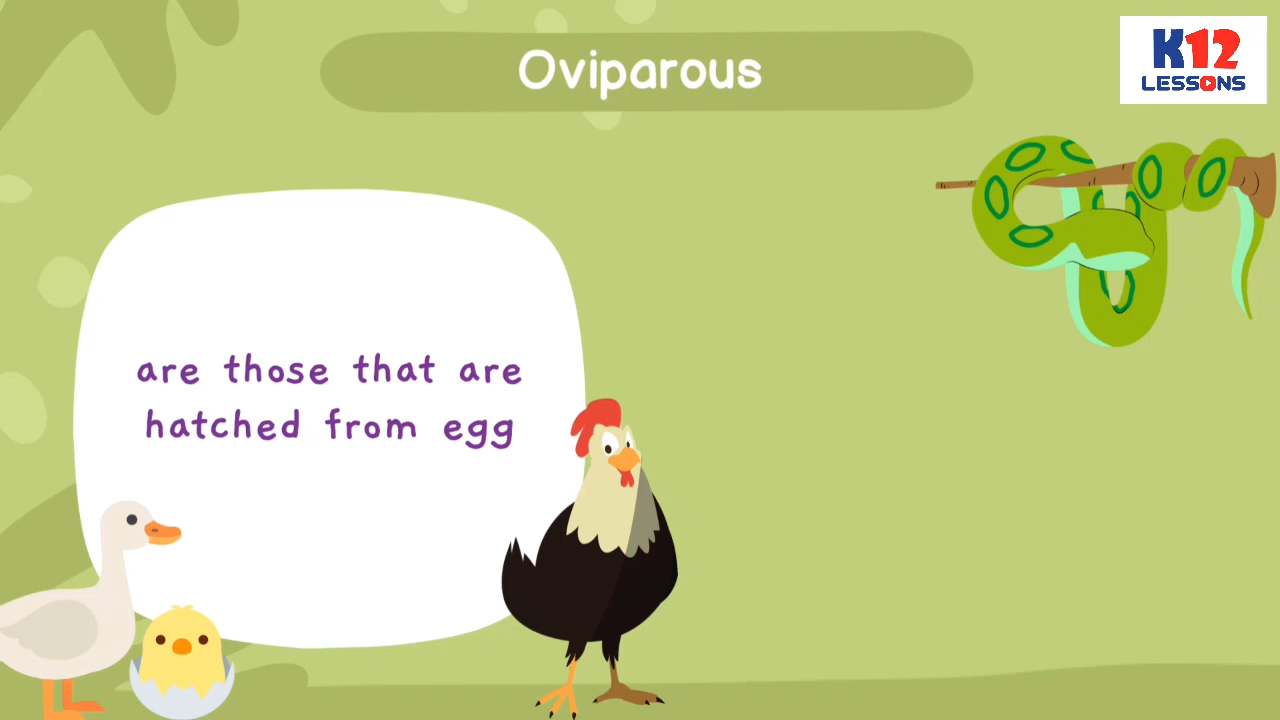 Oviparous
K12
LESSONS
are those that are
hatched from egg